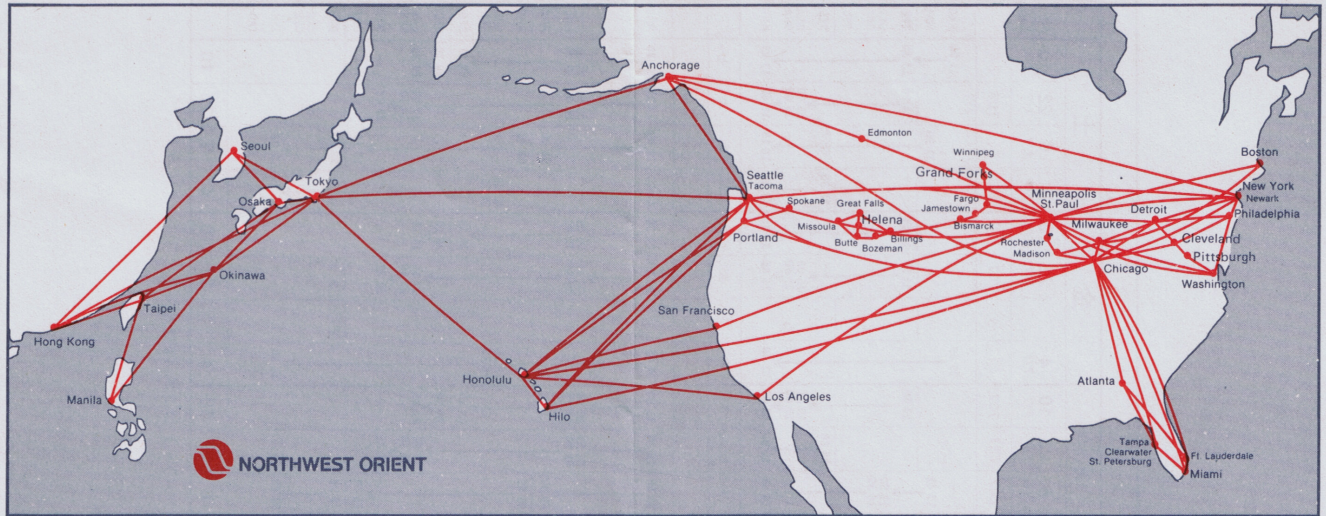 Anchorage
Edmonton
Winnipeg
Grand Forks
Seoul
Tokyo
Osaka
Okinawa
Taipei
Hong Kong
Manila
Seattle
Tacoma
Spokane
Portland
Great Falls
Missoula
Helena
Butte
Bozeman
Billings
Fargo
Jamestown
Bismarck
Minneapolis
St. Paul
Rochester
Madison
Milwaukee
Detroit
Chicago
Cleveland
Pittsburgh
Washington
Boston
New York
Newark
Philadelphia
San Francisco
Los Angeles
Honolulu
Hilo
Atlanta
Tampa
Clearwater
St. Petersburg
Ft. Lauderdale
Miami
NORTHWEST ORIENT